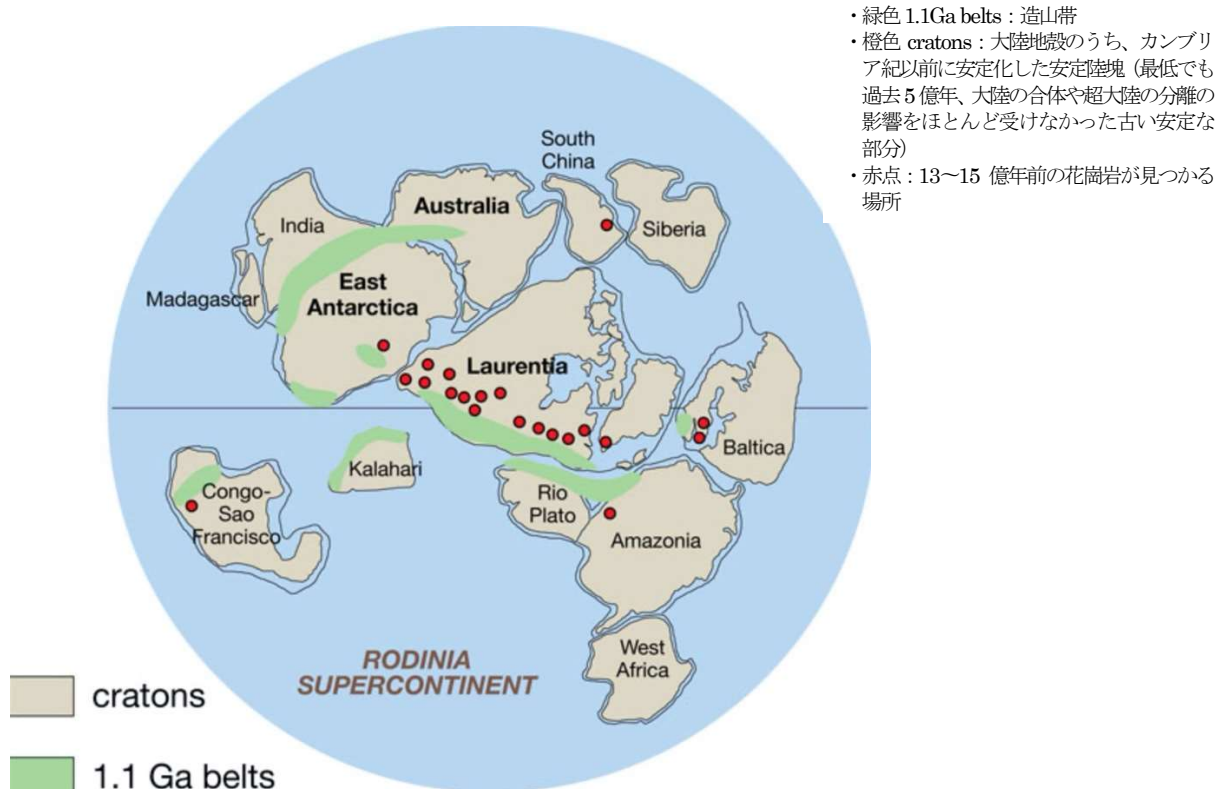 ・緑色 1.1Ga belts：造山帯
・橙色 cratons：大陸地殻のうち、カンブリ
ア紀以前に安定化した安定陸塊（最低でも
過去 5 億年、大陸の合体や超大陸の分離の
影響をほとんど受けなかった古い安定な
部分）
・赤点：13～15 億年前の花崗岩が見つかる
場所
South
China
Australia
India
Siberia
East
Antarctica
Madagascar
Laurentia
Baltica
Kalahari
Congo-
Sao
Francisco
Rio
Plato
Amazonia
West
Africa
RODINIA
SUPERCONTINENT
cratons
1.1 Ga belts